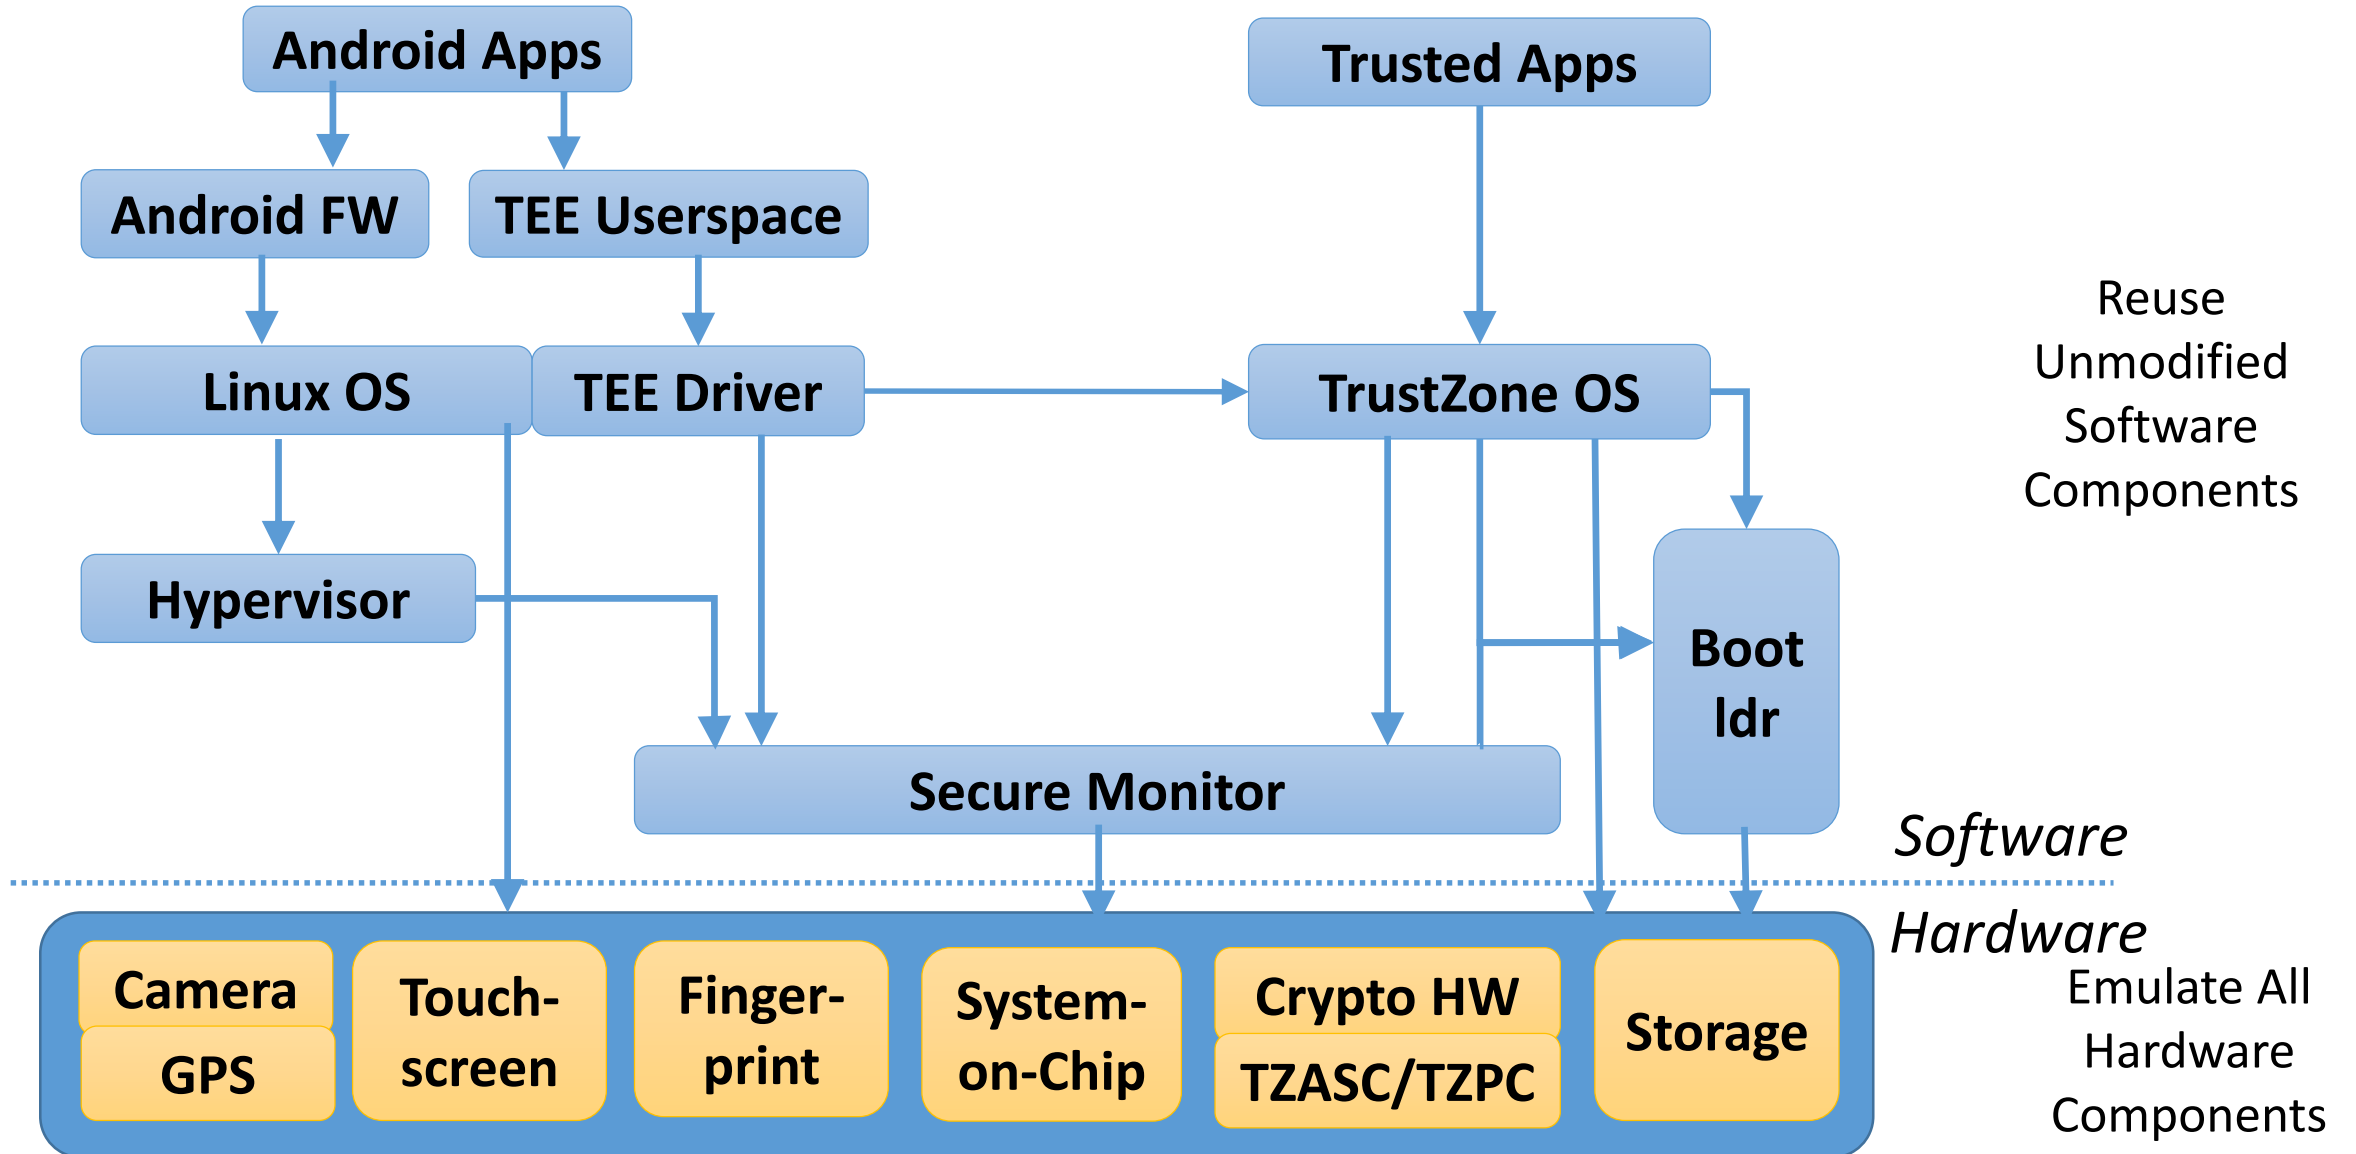 Android Apps
Trusted Apps
Android FW
TEE Userspace
Reuse
Unmodified
Software
Components
Linux OS
TEE Driver
TrustZone OS
Hypervisor
Boot
ldr
Secure Monitor
Software
Hardware
Camera
GPS
Touch-
screen
Finger-
print
System-
on-Chip
Crypto HW
TZASC/TZPC
Storage
Emulate All
Hardware
Components